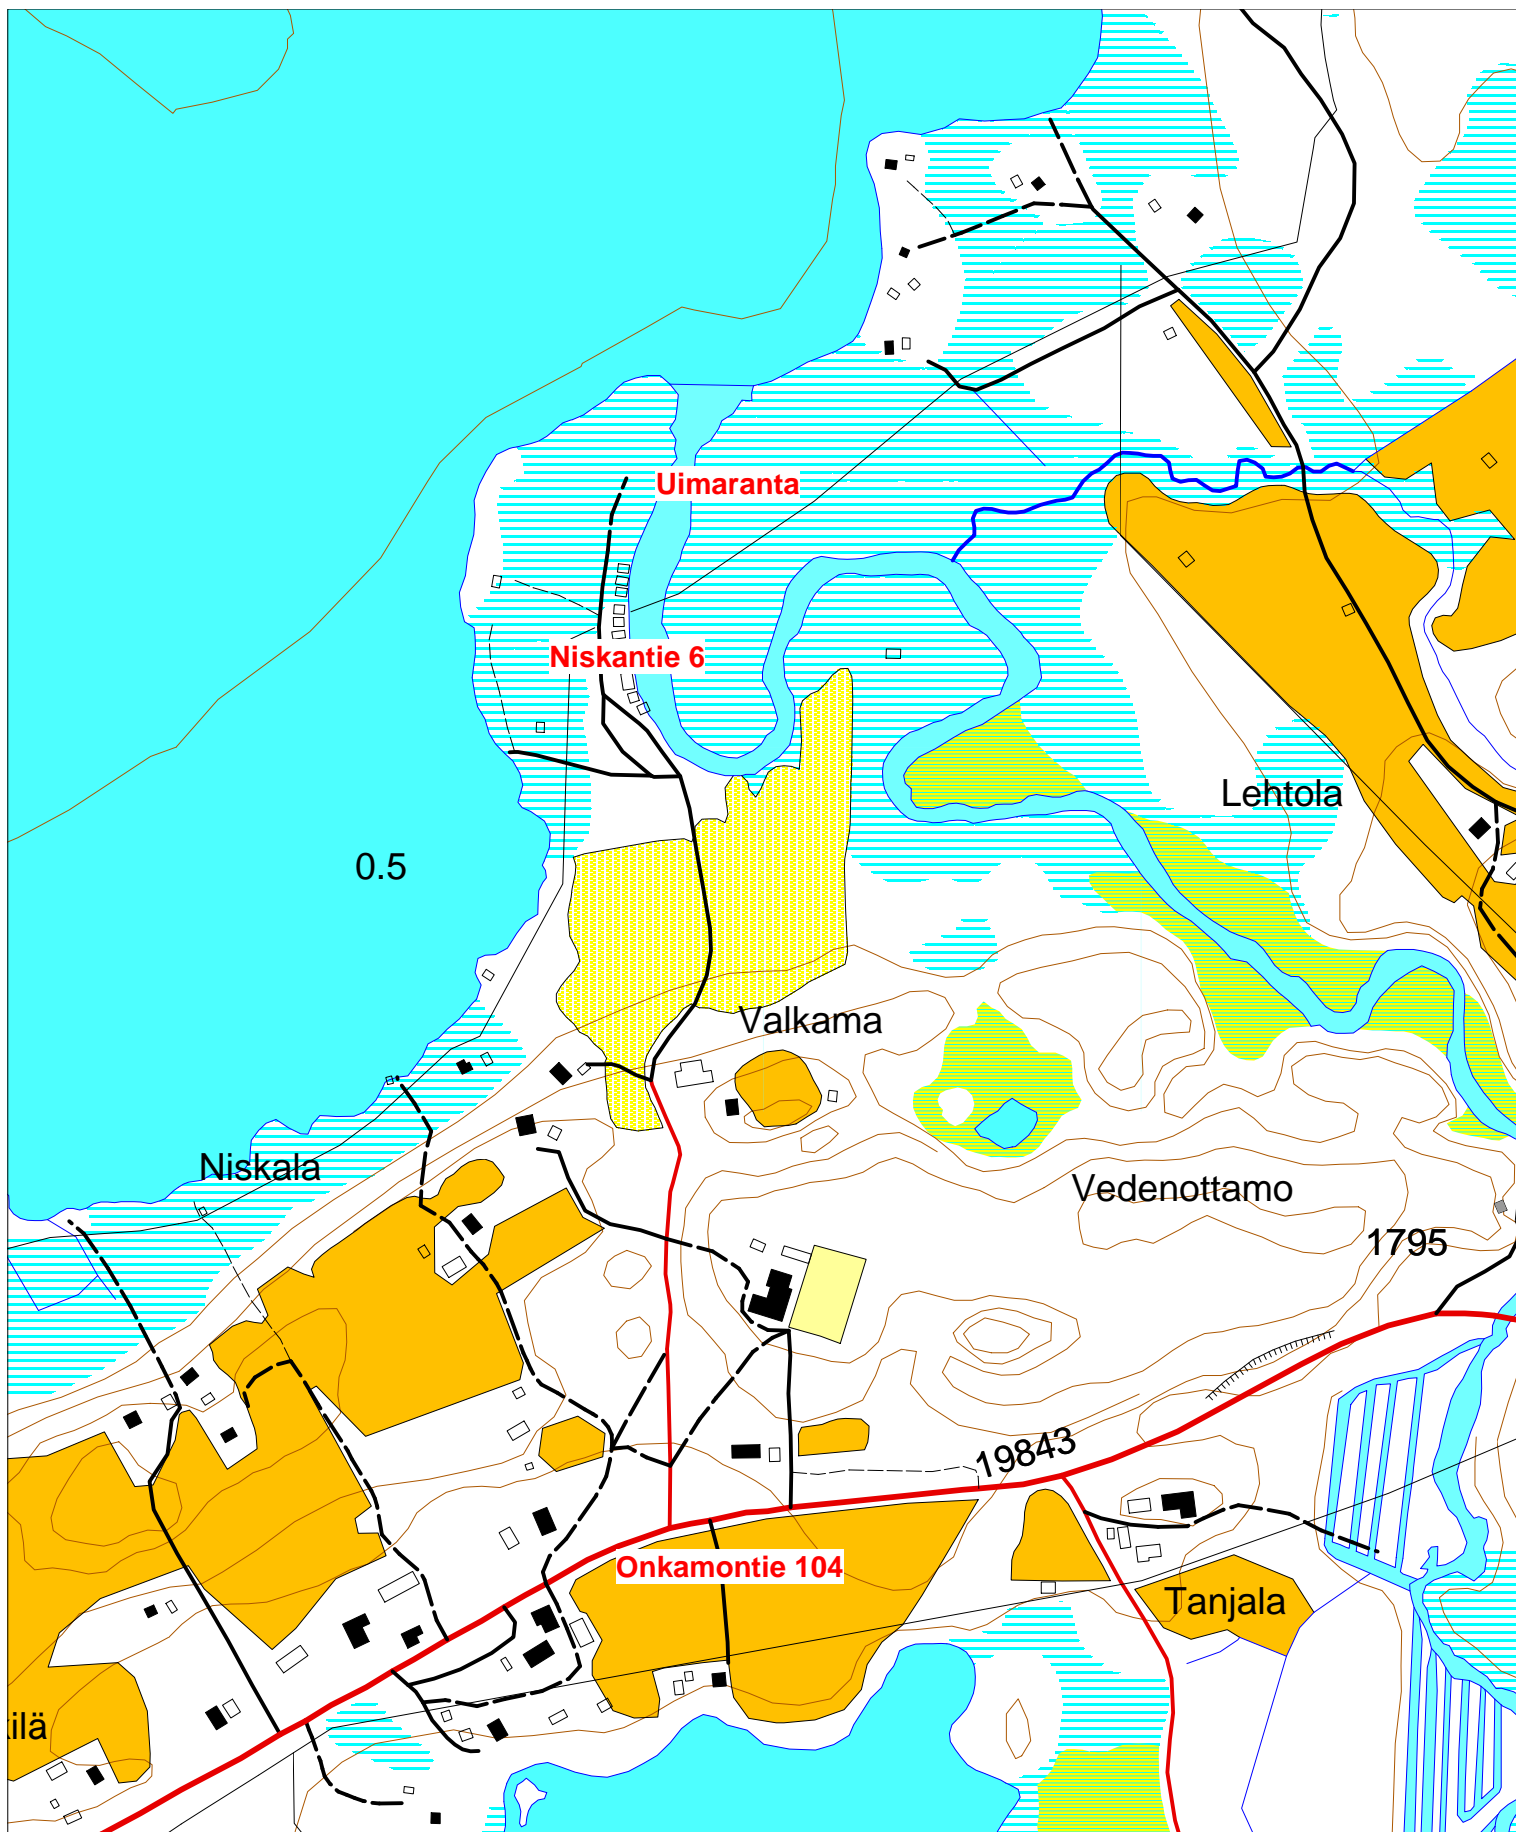 Uimaranta
Niskantie 6
Lehtola
0.5
Valkama
Niskala
Vedenottamo
1795
19843
Onkamontie 104
Tanjala
ilä